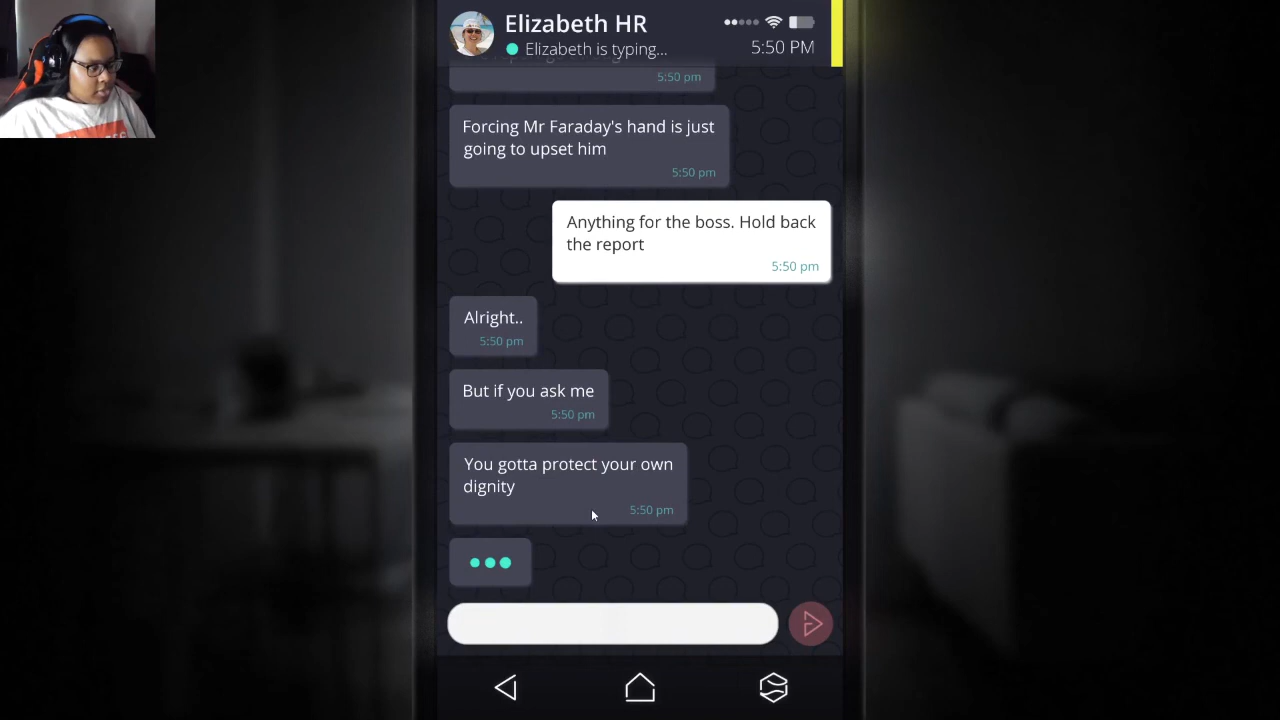 Elizabeth HR
Elizabeth is typing...
5:50 PM
5:50 pm
Forcing Mr Faraday's hand is just
going to upset him
5:50 pm
Anything for the boss. Hold back
the report
5:50 pm
Alright..
5:50 pm
But if you ask me
5:50 pm
You gotta protect your own
dignity
5:50 pm